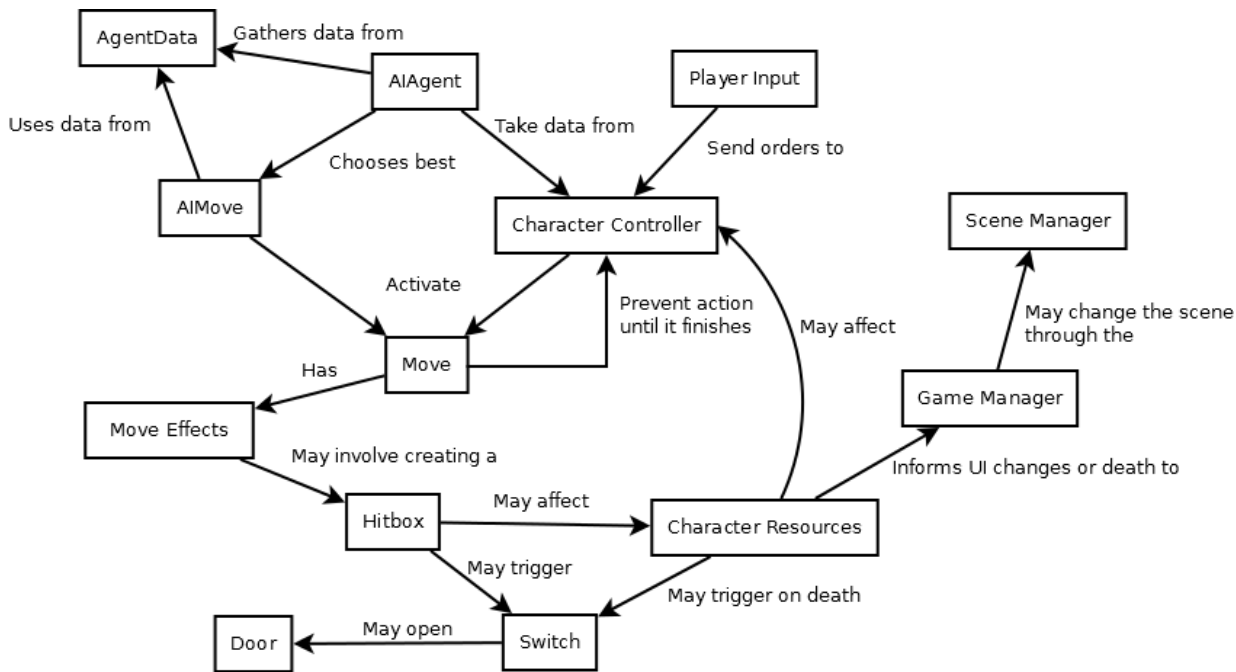 AgentData
Gathers data from
AIAgent
Player Input
Uses data from
Take data from
Send orders to
Chooses best
AIMove
Character Controller
Scene Manager
Activate
Prevent action
until it finishes
May affect
May change the scene
through the
Move
Has
Game Manager
Move Effects
May involve creating a
Informs UI changes or death to
May affect
Hitbox
Character Resources
May trigger
May trigger on death
May open
Door
Switch